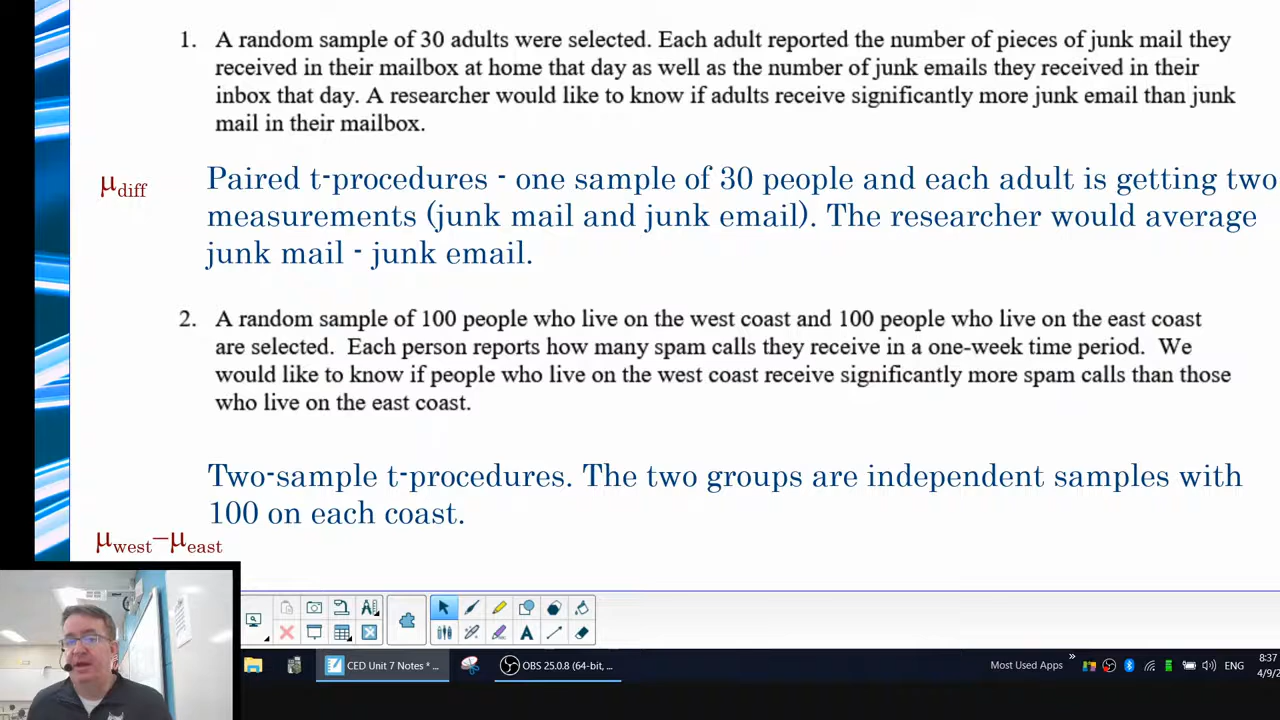 1. A random sample of 30 adults were selected. Each adult reported the number of pieces of junk mail they
received in their mailbox at home that day as well as the number of junk emails they received in their
inbox that day. A researcher would like to know if adults receive significantly more junk email than junk
mail in their mailbox.
μdiff
Paired t-procedures - one sample of 30 people and each adult is getting two
measurements (junk mail and junk email). The researcher would average
junk mail - junk email.
2. A random sample of 100 people who live on the west coast and 100 people who live on the east coast
are selected. Each person reports how many spam calls they receive in a one-week time period. We
would like to know if people who live on the west coast receive significantly more spam calls than those
who live on the east coast.
Two-sample t-procedures. The two groups are independent samples with
100 on each coast.
μwest–μeast
CED Unit 7 Notes * ...
OBS 25.0.8 (64-bit, ...
Most Used Apps
»
ENG
8:37
4/9/2